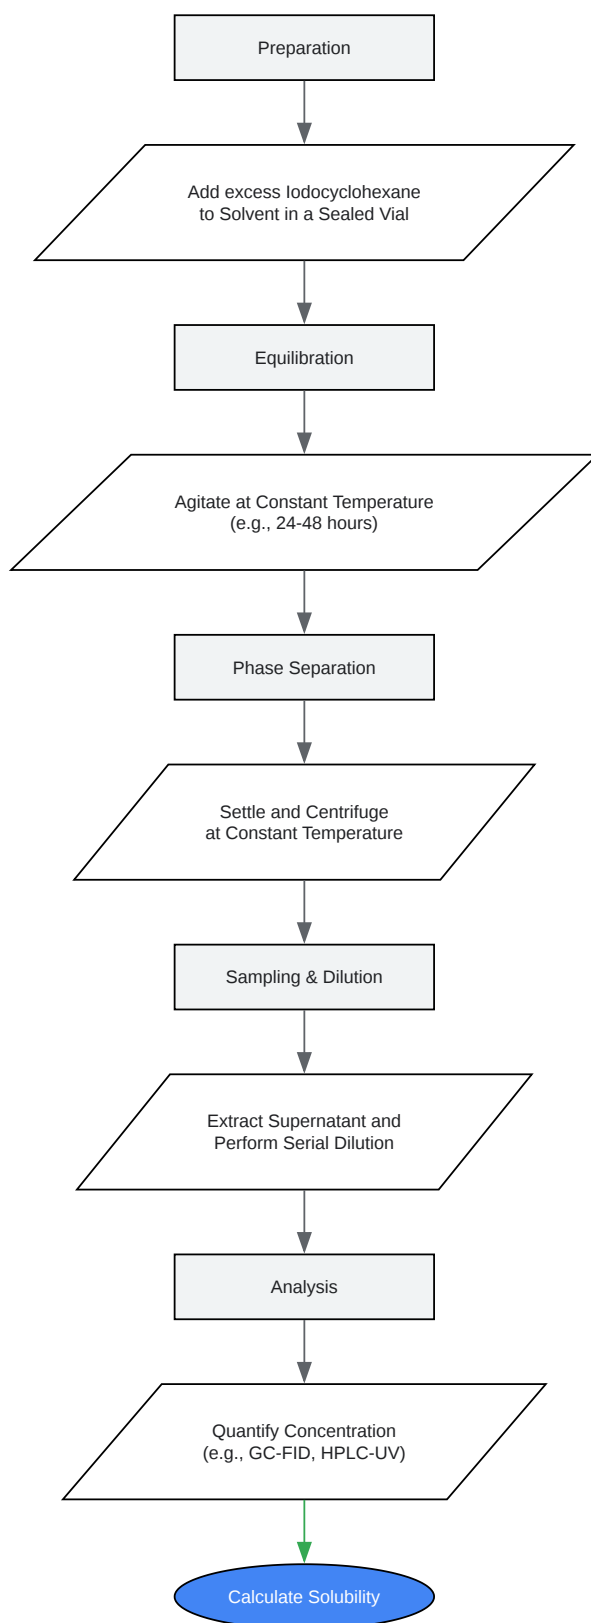 Preparation
Add excess Iodocyclohexane
to Solvent in a Sealed Vial
Equilibration
Agitate at Constant Temperature
(e.g., 24-48 hours)
Phase Separation
Settle and Centrifuge
at Constant Temperature
Sampling & Dilution
Extract Supernatant and
Perform Serial Dilution
Analysis
Quantify Concentration
(e.g., GC-FID, HPLC-UV)
Calculate Solubility